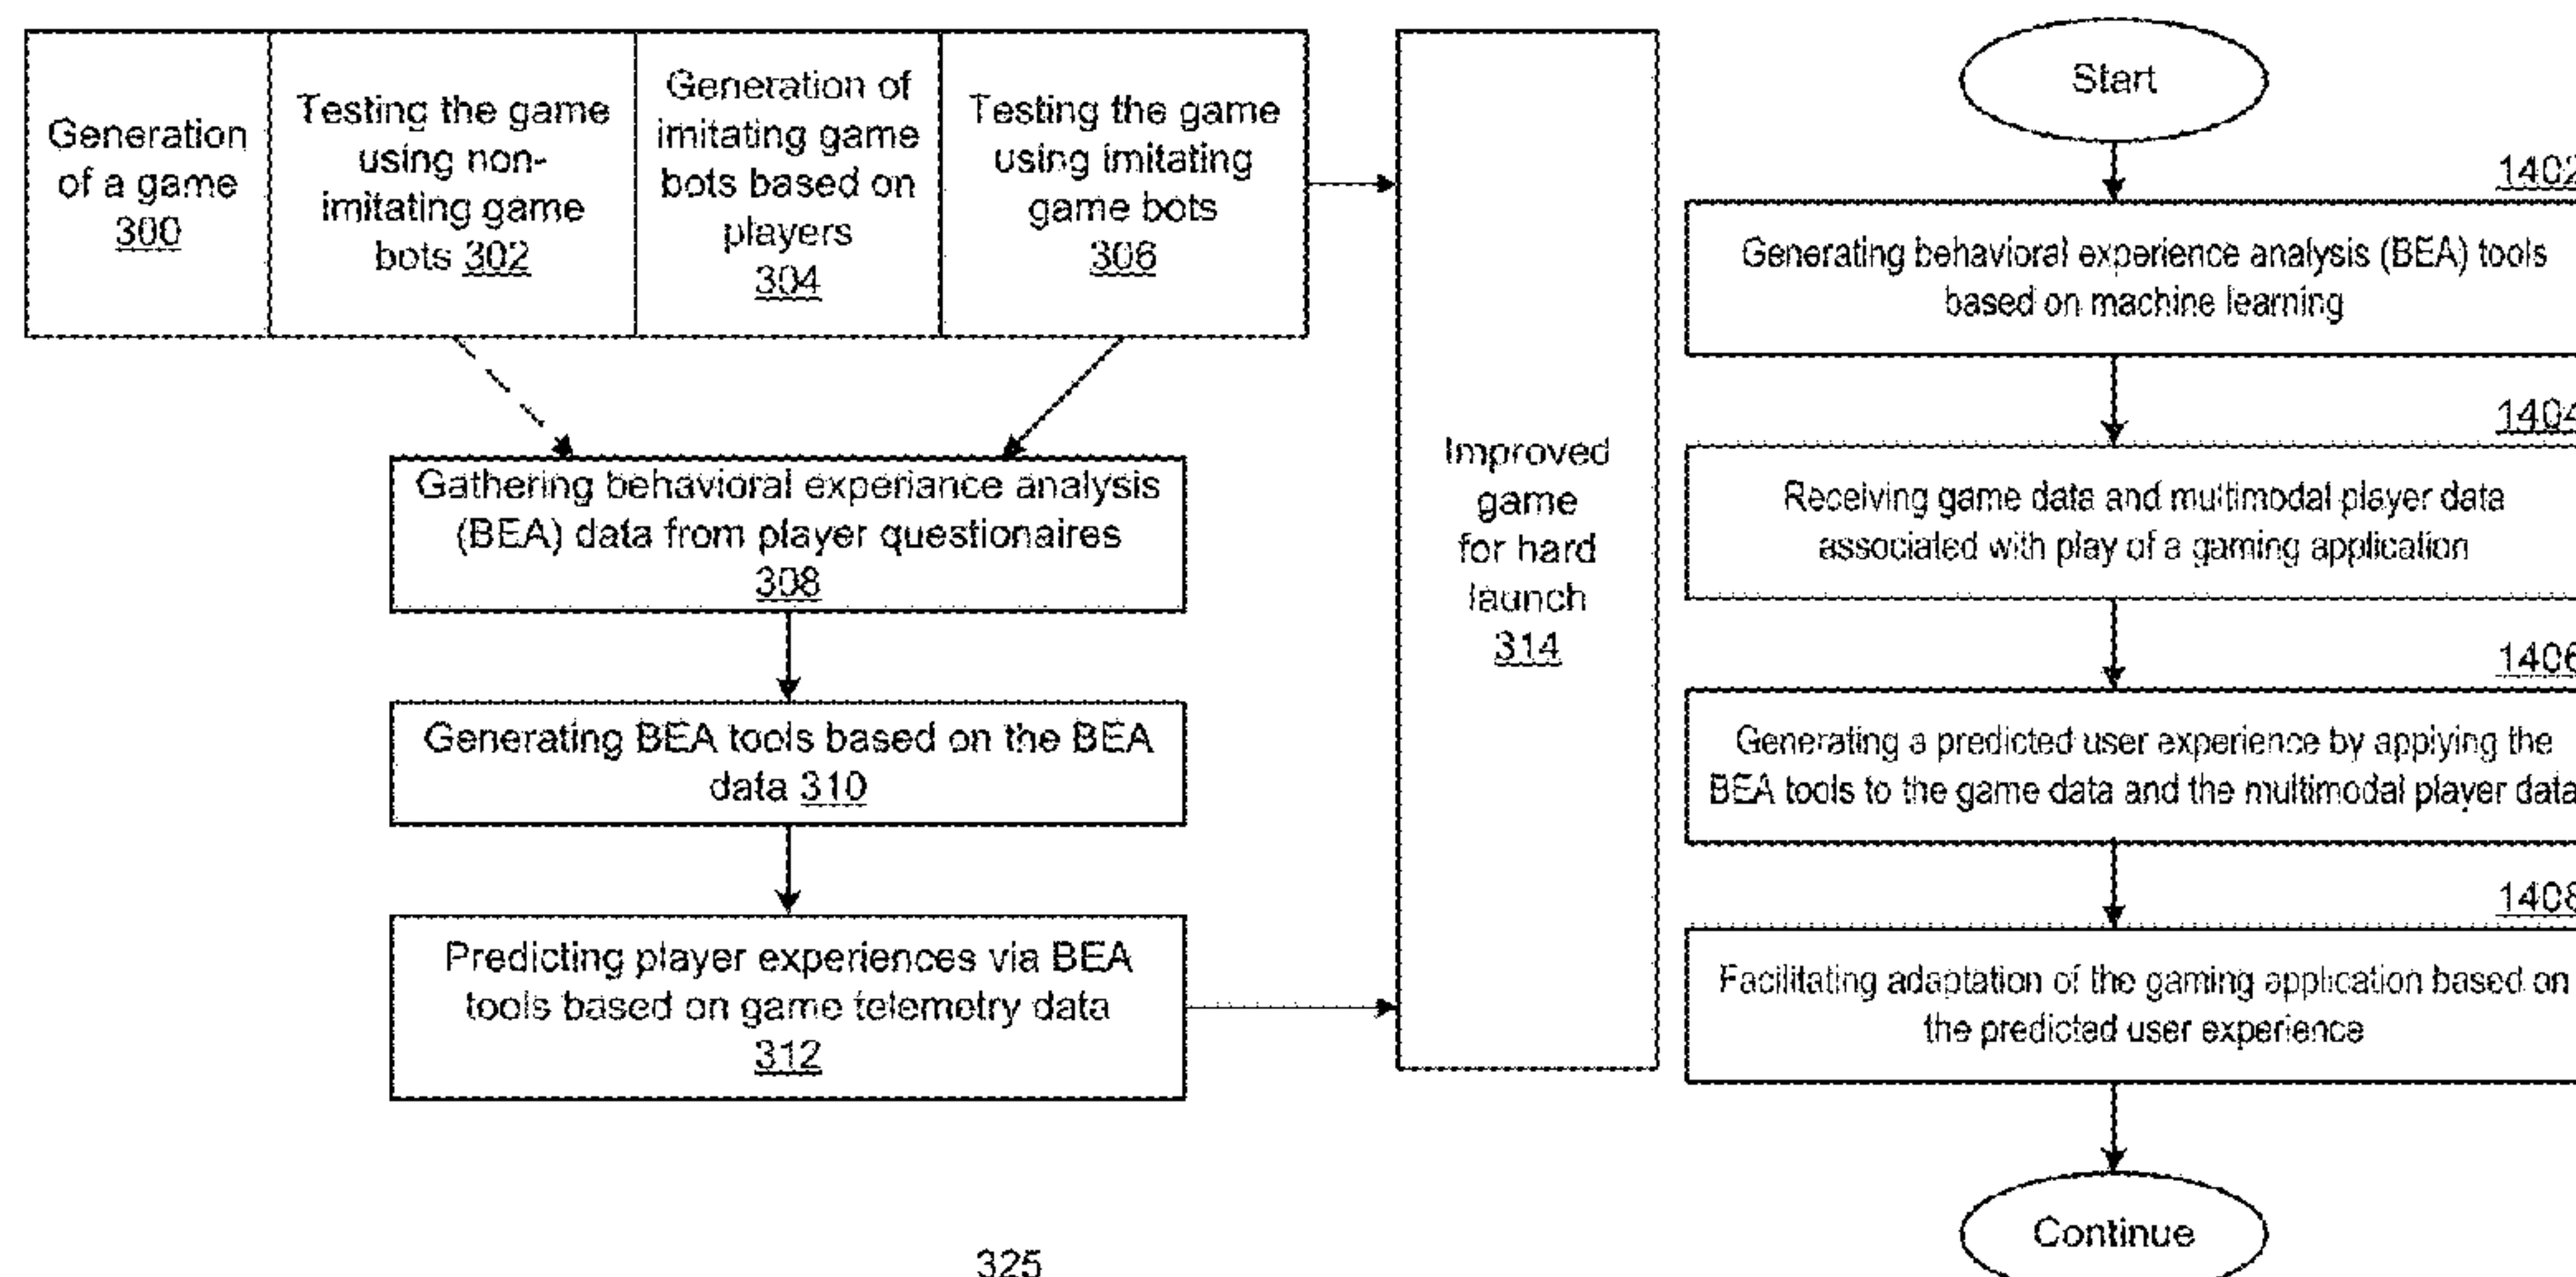 Generation
of a game
300
Testing the game
using non-
imitating game
bots 302
Generation of
imitating game
bots based on
players
304
Testing the game
using imitating
game bots
306
Gathering behavioral experiance analysis
(BEA) data from player questionaires
308
Generating BEA tools based on the BEA
data 310
Predicting player experiences via BEA
tools based on game telemetry data
312
Improved
game
for hard
launch
314
325
Start
1402
Generating behavioral experience analysis (BEA) tools
based on machine learning
1404
Receiving game data and multimodal player data
associated with play of a gaming application
1406
Generating a predicted user experience by applying the
BEA tools to the game data and the multimodal player data
1408
Facilitating adaptation of the gaming application based on
the predicted user experience
Continue